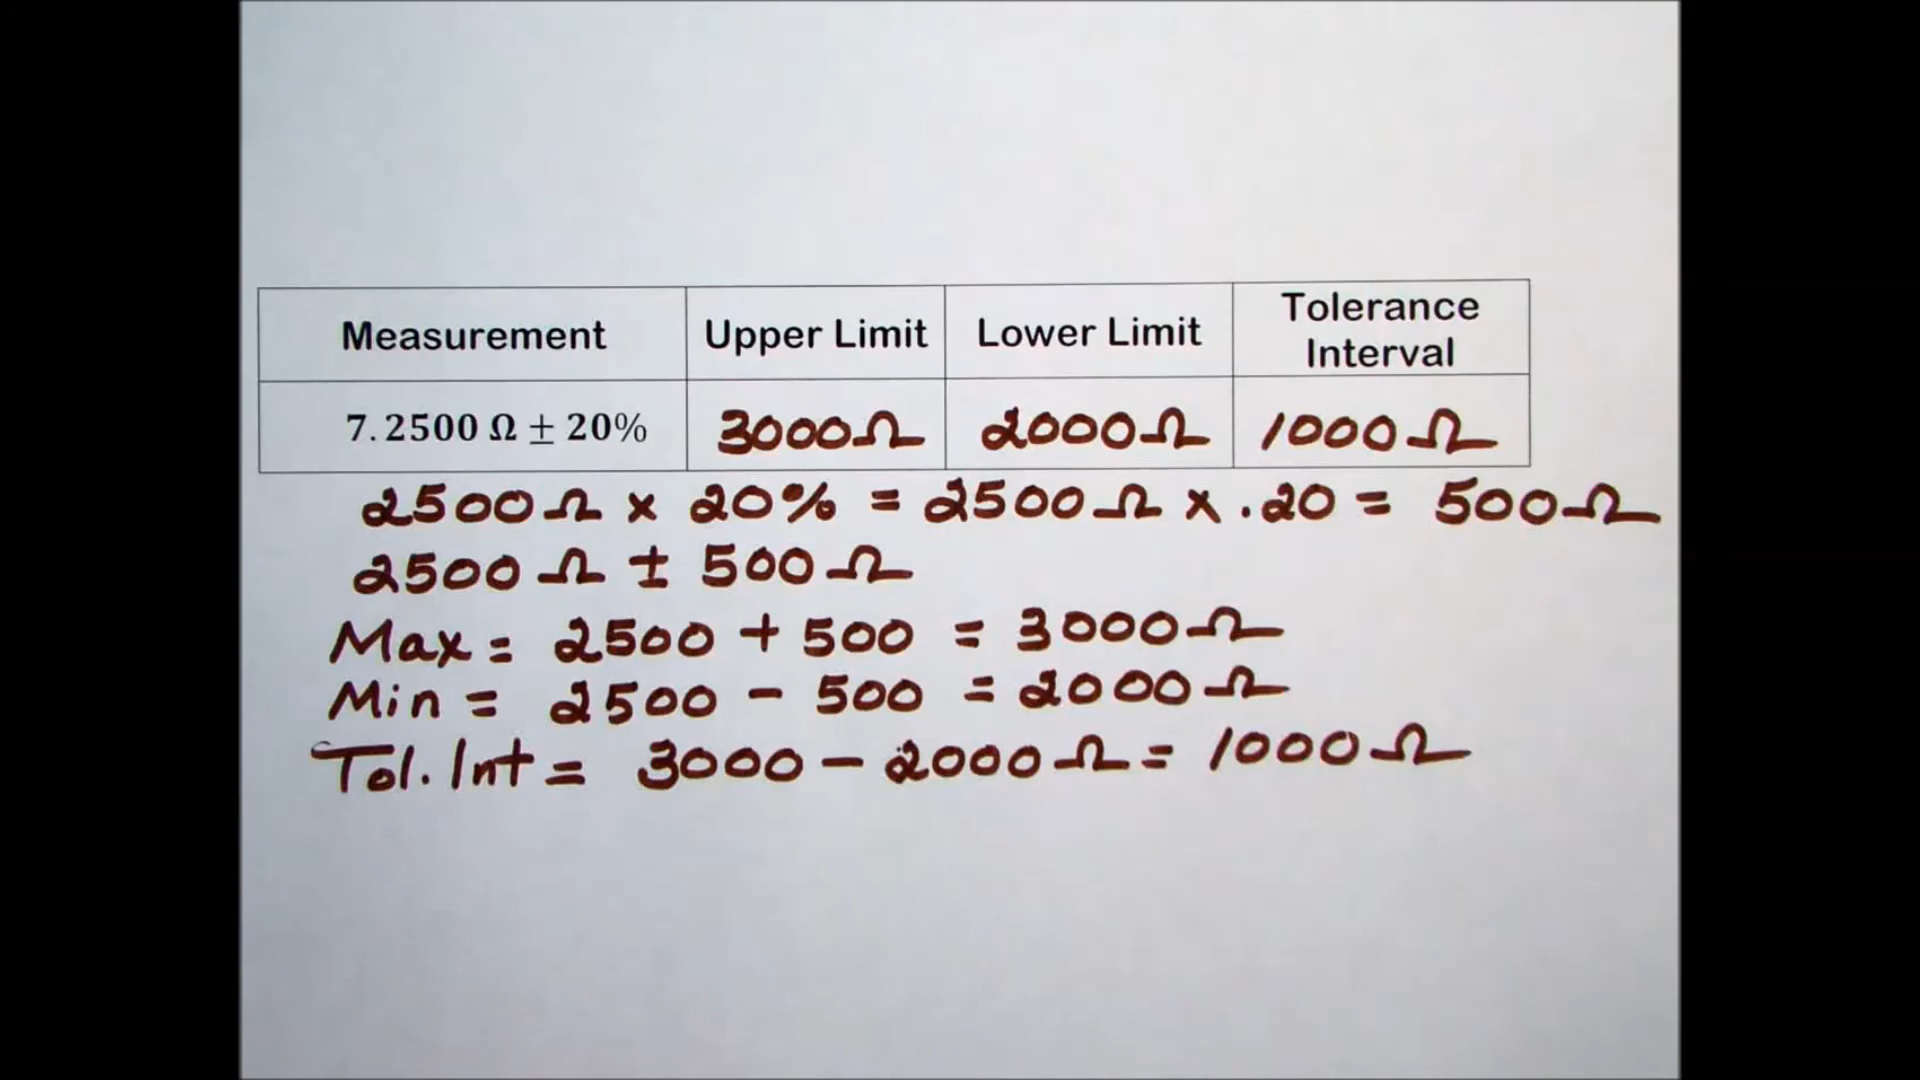 Measurement Upper Limit Lower Limit Tolerance Interval
7. 2500 Ω ± 20% 3000Ω 2000Ω 1000Ω
2500Ω x 20% = 2500Ω x .20 = 500Ω
2500 Ω ± 500Ω
Max = 2500 + 500 = 3000Ω
Min = 2500 - 500 = 2000Ω
Tol. Int = 3000 - 2000Ω = 1000Ω